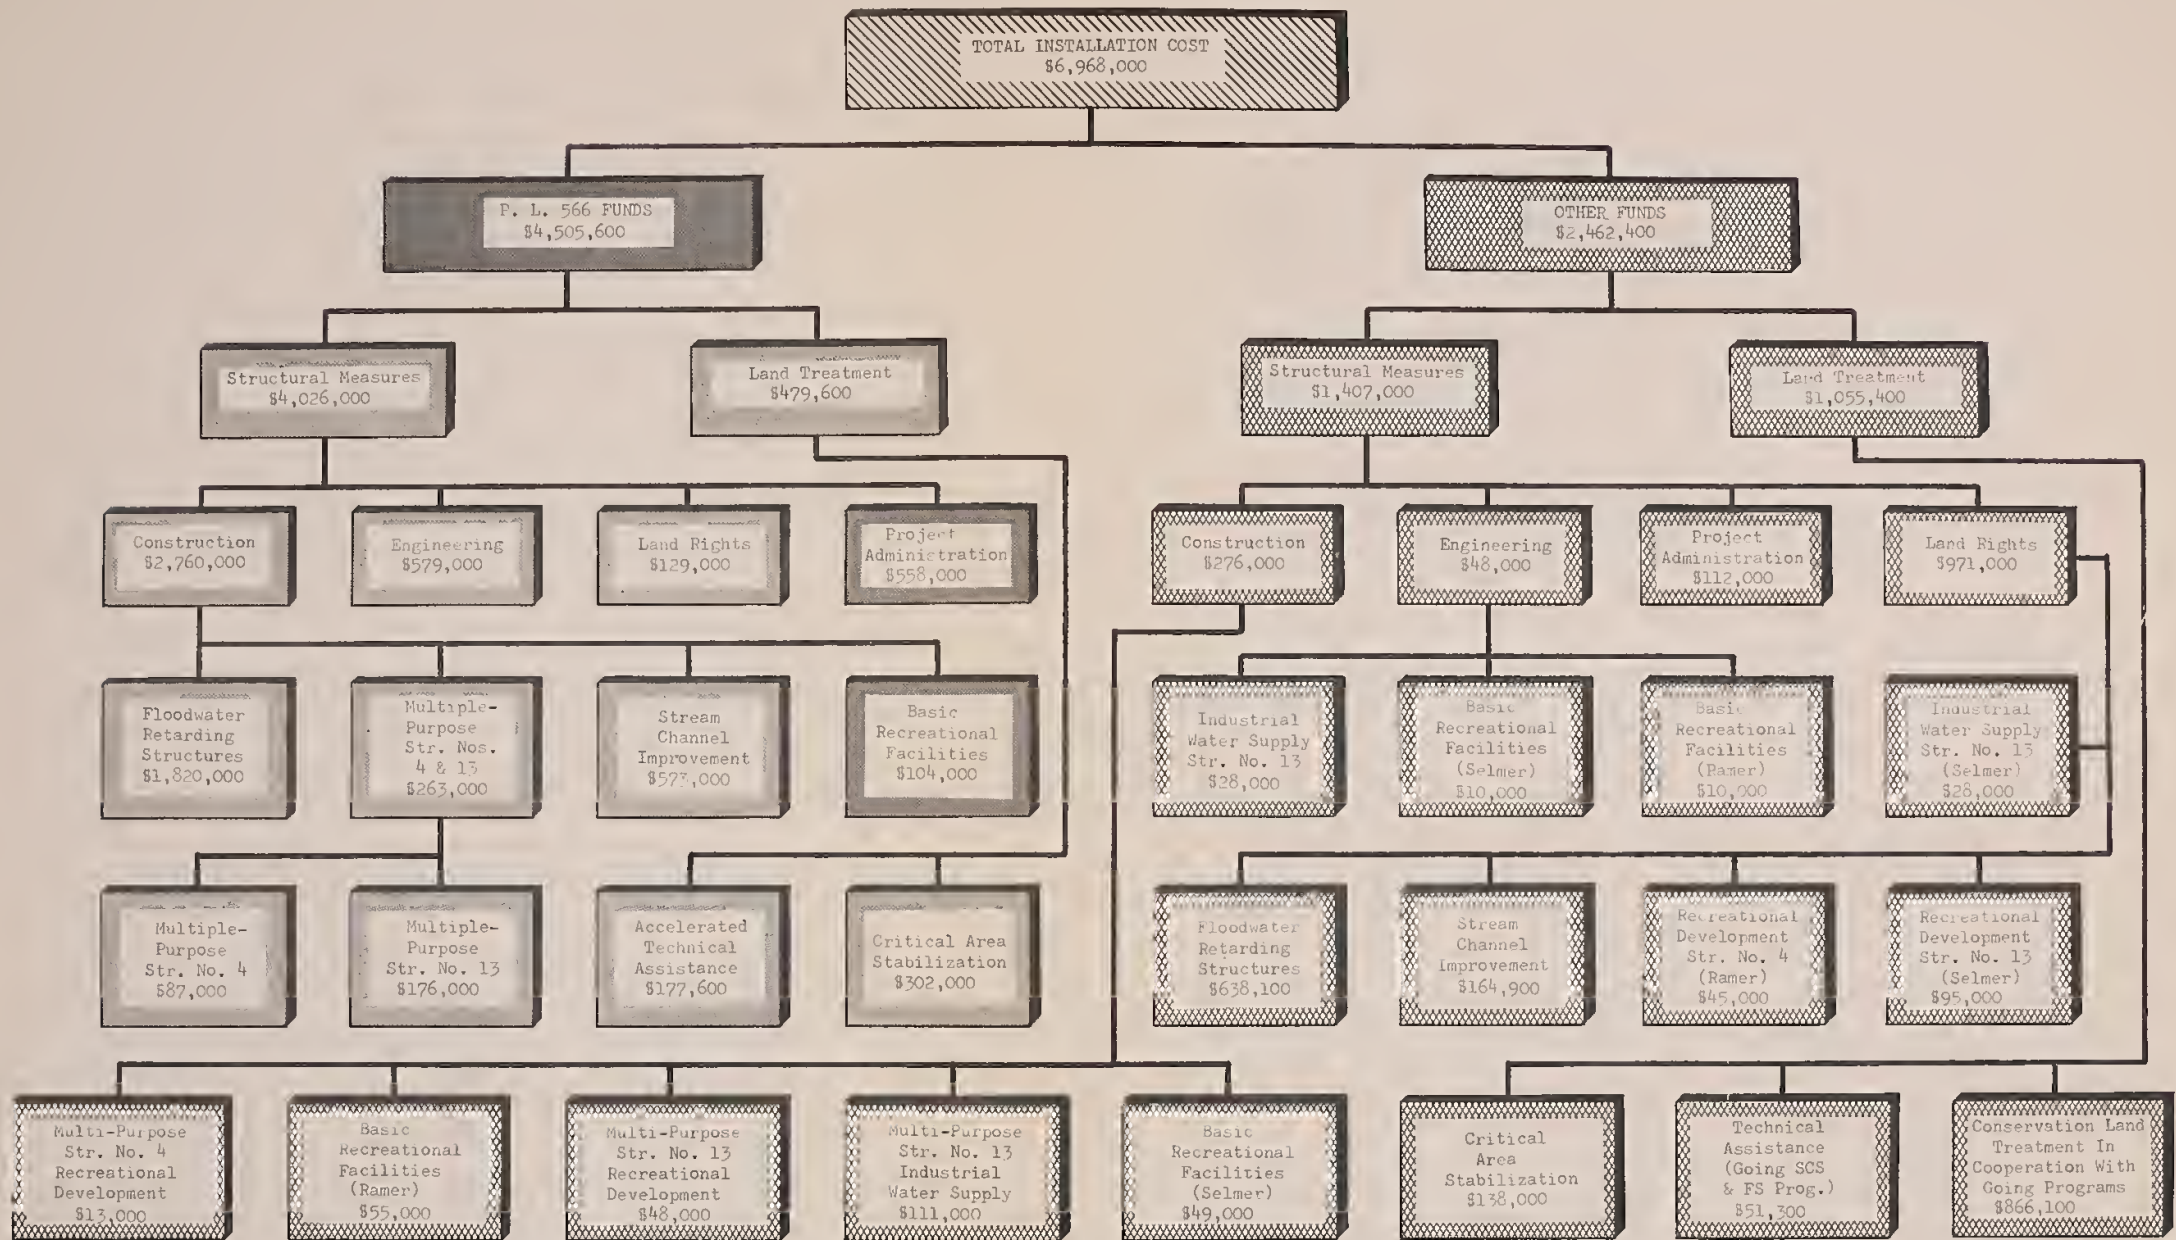 TOTAL INSTALLATION COST
$6,968,000
P. L. 566 FUNDS
$4,505,600
OTHER FUNDS
$2,462,400
Structural Measures
$4,026,000
Land Treatment
$479,600
Structural Measures
$1,407,000
Land Treatment
$1,055,400
Construction
$2,760,000
Engineering
$579,000
Land Rights
$129,000
Project
Administration
$558,000
Construction
$276,000
Engineering
$48,000
Project
Administration
$112,000
Land Rights
$971,000
Floodwater
Retarding
Structures
$1,820,000
Multiple-
Purpose
Str. Nos.
4 & 13
$263,000
Stream
Channel
Improvement
$573,000
Basic
Recreational
Facilities
$104,000
Industrial
Water Supply
Str. No. 13
$28,000
Basic
Recreational
Facilities
(Selmer)
$10,000
Basic
Recreational
Facilities
(Ramer)
$10,000
Industrial
Water Supply
Str. No. 13
(Selmer)
$28,000
Multiple-
Purpose
Str. No. 4
$87,000
Multiple-
Purpose
Str. No. 13
$176,000
Accelerated
Technical
Assistance
$177,600
Critical Area
Stabilization
$302,000
Floodwater
Retarding
Structures
$638,100
Stream
Channel
Improvement
$164,900
Recreational
Development
Str. No. 4
(Ramer)
$45,000
Recreational
Development
Str. No. 13
(Selmer)
$95,000
Multi-Purpose
Str. No. 4
Recreational
Development
$13,000
Basic
Recreational
Facilities
(Ramer)
$55,000
Multi-Purpose
Str. No. 13
Recreational
Development
$48,000
Multi-Purpose
Str. No. 13
Industrial
Water Supply
$111,000
Basic
Recreational
Facilities
(Selmer)
$49,000
Critical
Area
Stabilization
$138,000
Technical
Assistance
(Going SCS
& FS Prog.)
$51,300
Conservation Land
Treatment In
Cooperation With
Going Programs
$866,100